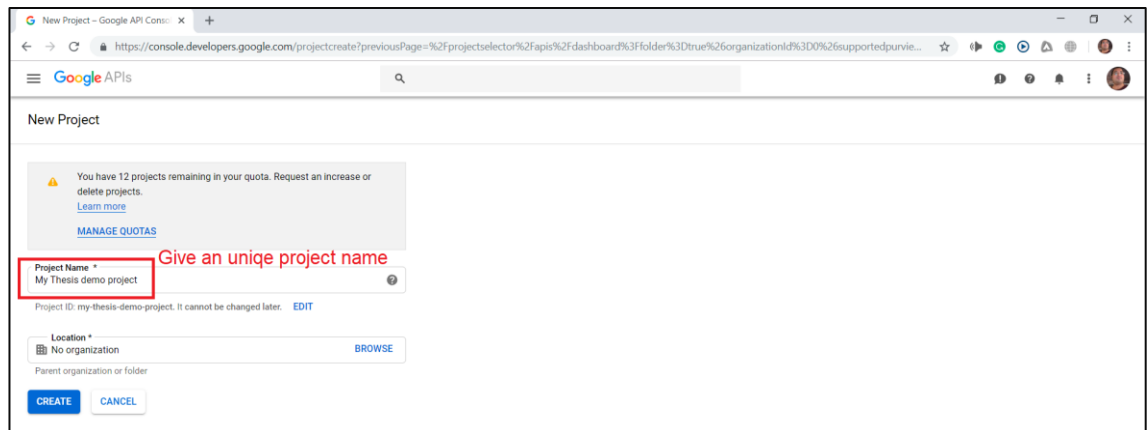 New Project – Google API Conso
https://console.developers.google.com/projectcreate?previousPage=%2Fprojectselector%2Fapis%2Fdashboard%3Ffolder%3Dtrue%26organizationId%3D0%26supportedpurvie...
Google APIs
New Project
You have 12 projects remaining in your quota. Request an increase or
delete projects.
Learn more
MANAGE QUOTAS
Give an uniqe project name
Project Name *
My Thesis demo project
Project ID: my-thesis-demo-project. It cannot be changed later. EDIT
Location *
No organization BROWSE
Parent organization or folder
CREATE CANCEL